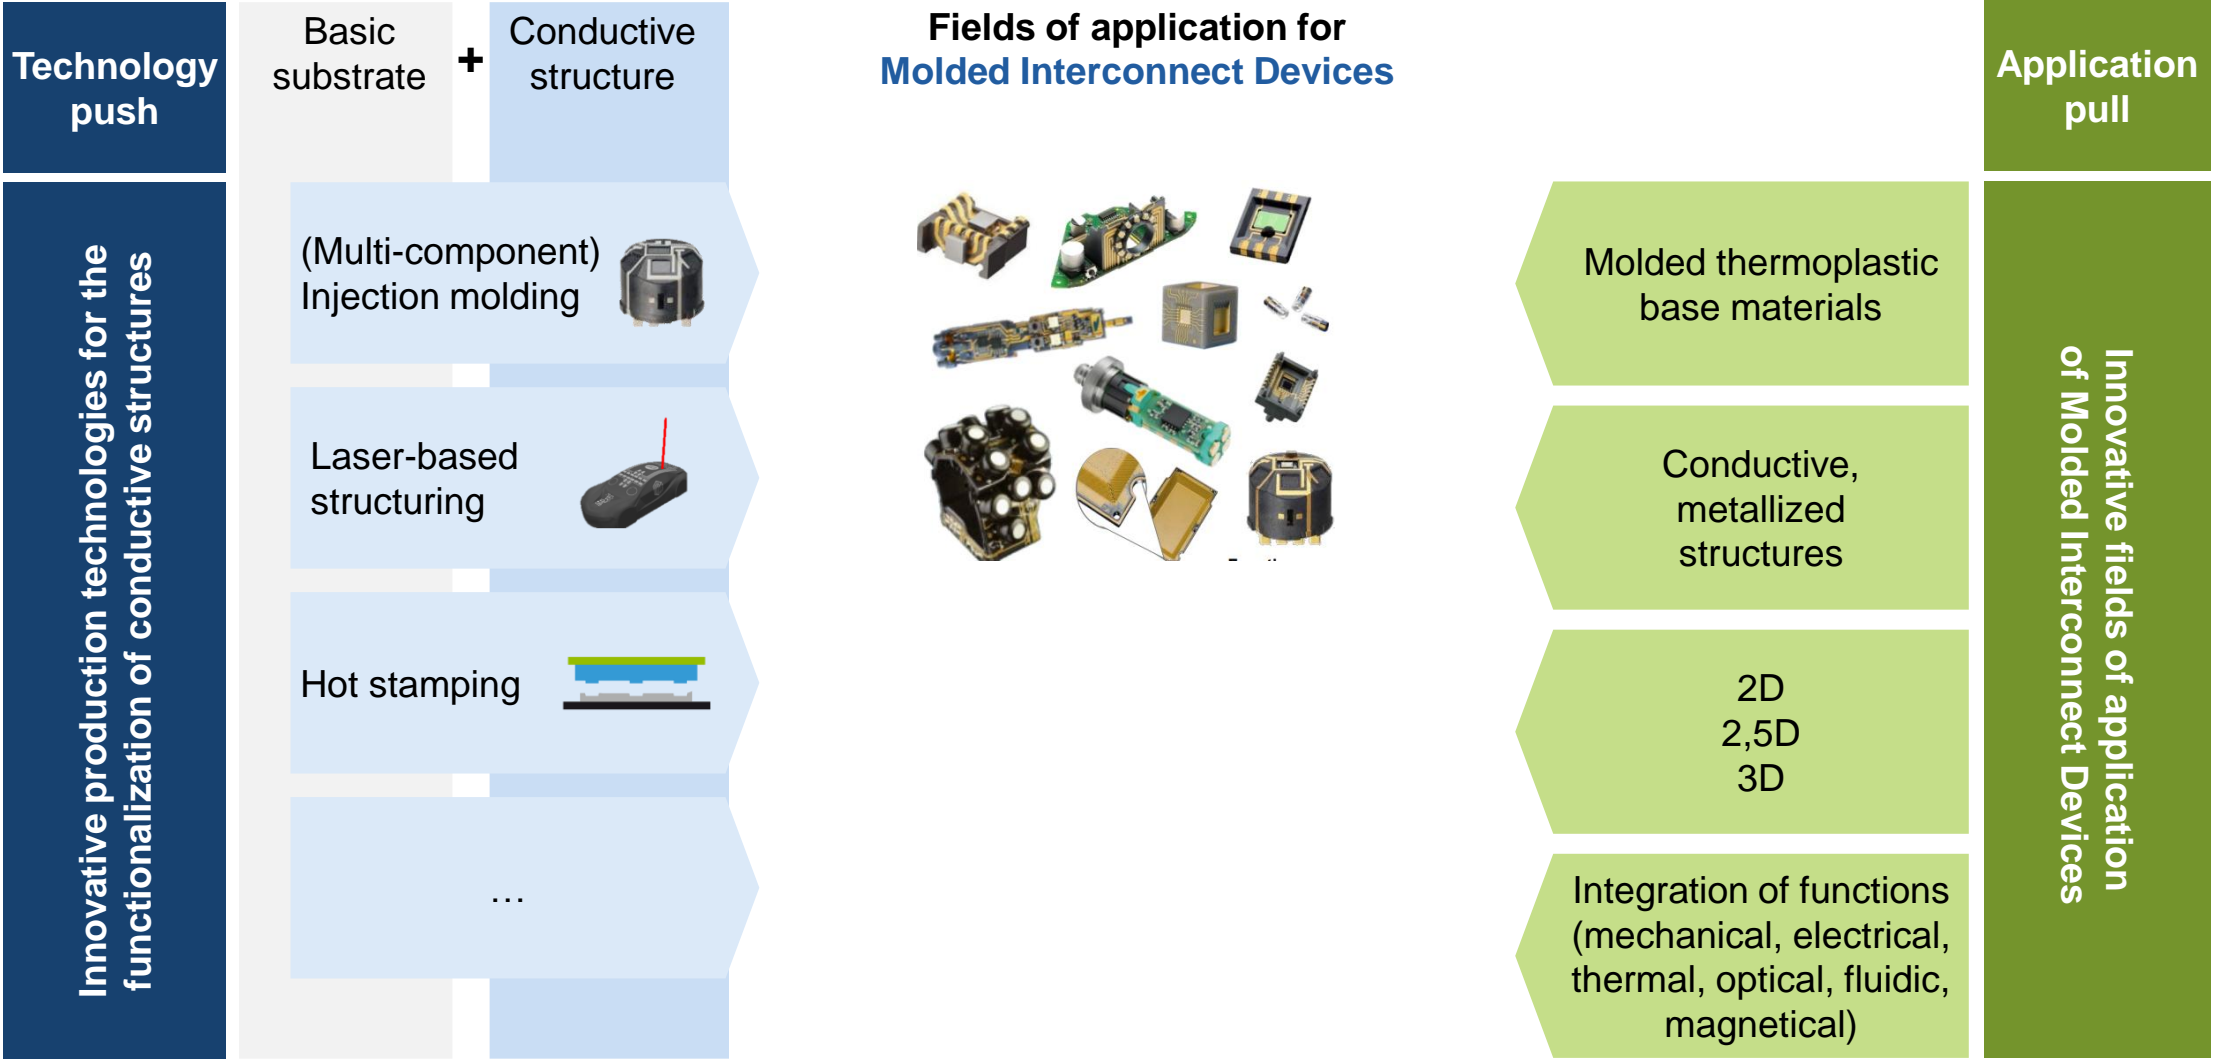 Technology
push
Basic
substrate
+
Conductive
structure
Fields of application for
Molded Interconnect Devices
Application
pull
Innovative production technologies for the
functionalization of conductive structures
(Multi-component)
Injection molding
Laser-based
structuring
Hot stamping
…
Molded thermoplastic
base materials
Conductive,
metallized
structures
2D
2,5D
3D
Integration of functions
(mechanical, electrical,
thermal, optical, fluidic,
magnetical)
Innovative fields of application
of Molded Interconnect Devices